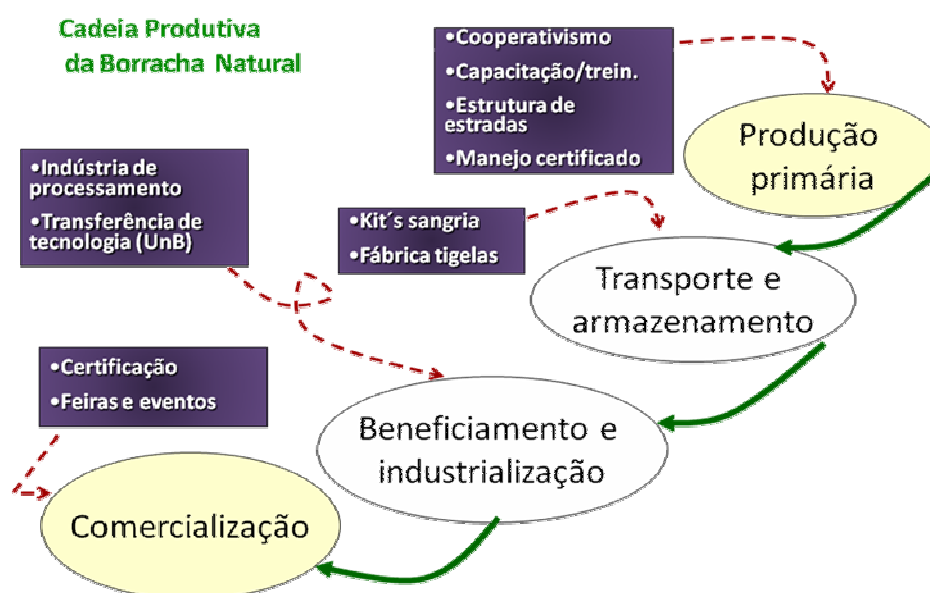 Cadeia Produtiva
da Borracha Natural
•Cooperativismo
•Capacitação/trein.
•Estrutura de
estradas
•Manejo certificado
Produção
primária
•Indústria de
processamento
•Transferência de
tecnologia (UnB)
•Kit´s sangria
•Fábrica tigelas
Transporte e
armazenamento
•Certificação
•Feiras e eventos
Beneficiamento e
industrialização
Comercialização